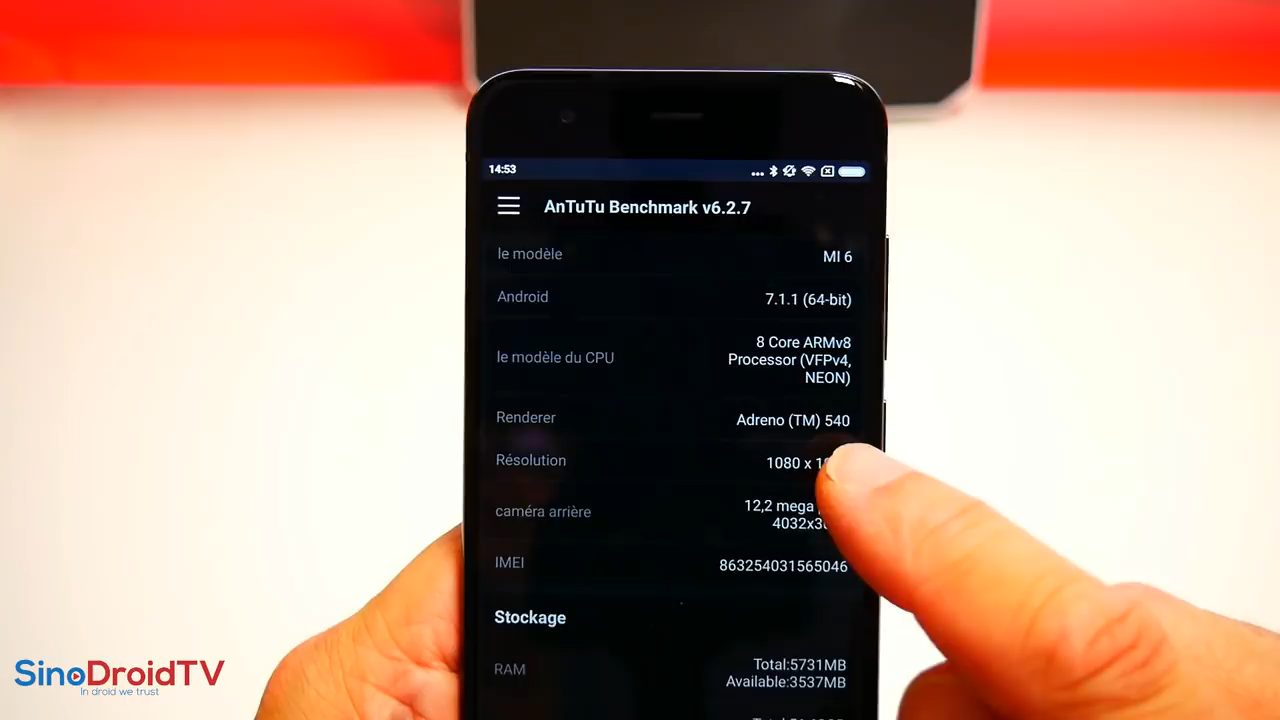 14:53
AnTuTu Benchmark v6.2.7
le modèle
MI 6
Android
7.1.1 (64-bit)
le modèle du CPU
8 Core ARMv8
Processor (VFPv4,
NEON)
Renderer
Adreno (TM) 540
Résolution
1080 x
caméra arrière
12,2 mega
IMEI
863254031565046
Stockage
RAM
Total:5731MB
Available:3537MB
SinoDroidTV
In droid we trust